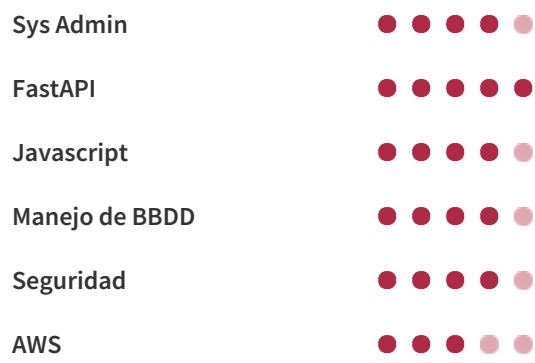 Sys Admin
FastAPI
Javascript
Manejo de BBDD
Seguridad
AWS